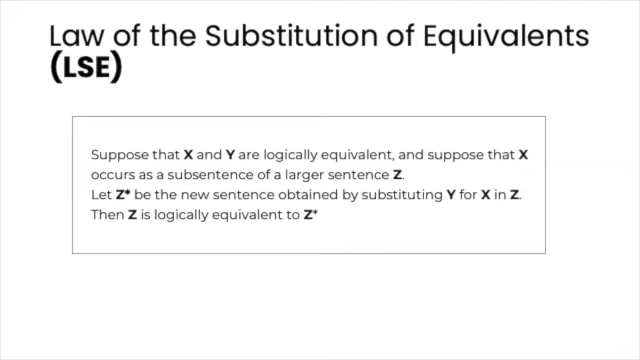 Law of the Substitution of Equivalents
(LSE)
Suppose that X and Y are logically equivalent, and suppose that X
occurs as a subsentence of a larger sentence Z.
Let Z* be the new sentence obtained by substituting Y for X in Z.
Then Z is logically equivalent to Z*